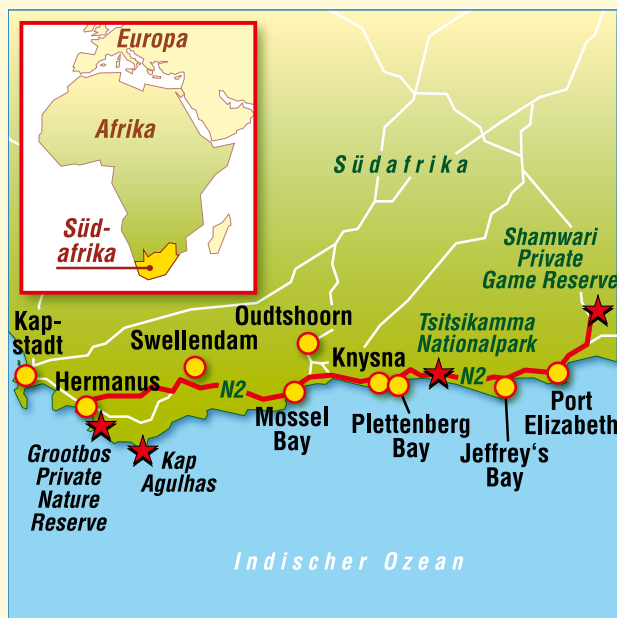 Europa
Afrika
Süd-
afrika
Südafrika
Shamwari
Private
Game Reserve
Kap-
stadt
Oudtshoorn
Swellendam
Tsitsikamma
Nationalpark
Knysna
Hermanus
N2
N2
Mossel
Bay
Plettenberg
Bay
Jeffrey‘s
Bay
Port
Elizabeth
Grootbos
Private
Nature
Reserve
Kap
Agulhas
Indischer Ozean